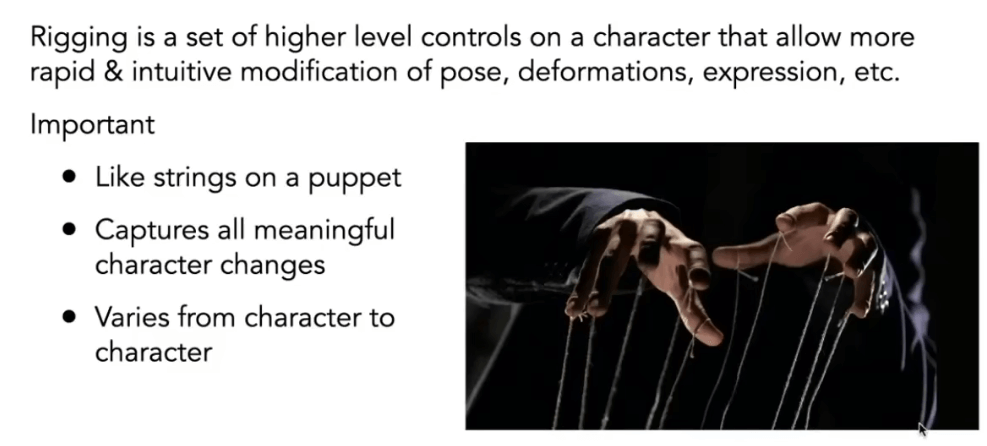 Rigging is a set of higher level controls on a character that allow more
rapid & intuitive modification of pose, deformations, expression, etc.
Important
● Like strings on a puppet
● Captures all meaningful
character changes
● Varies from character to
character